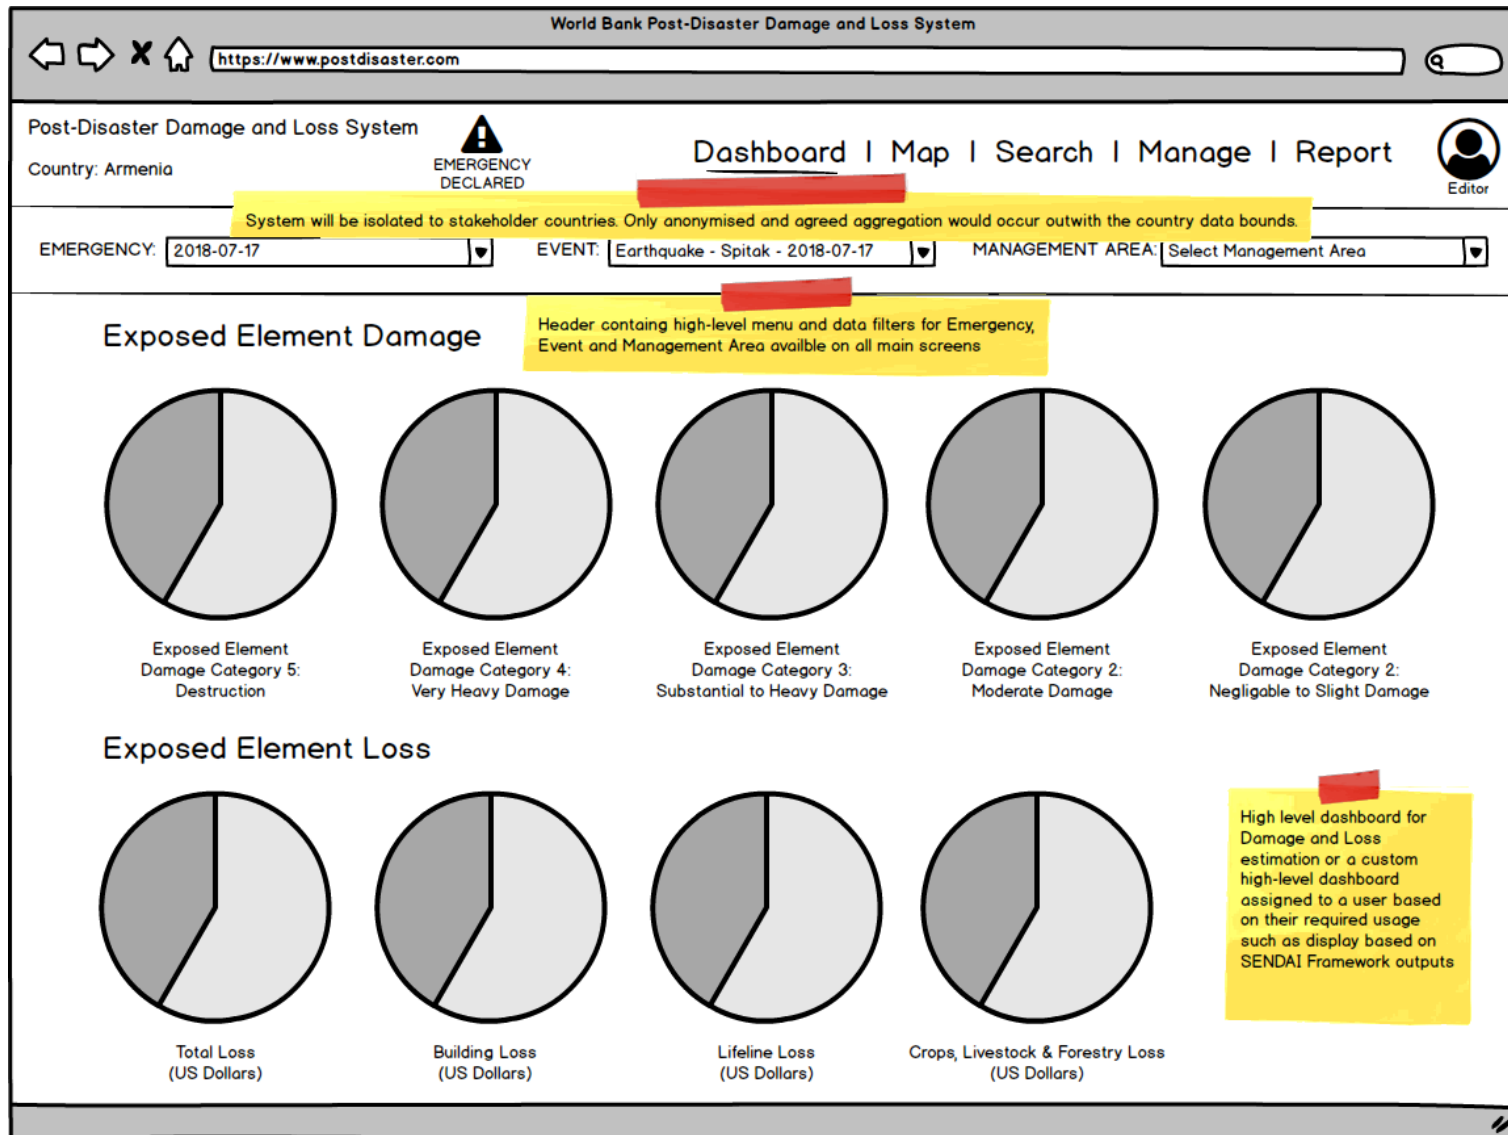 World Bank Post-Disaster Damage and Loss System
https://www.postdisaster.com
Post-Disaster Damage and Loss System
Country: Armenia
EMERGENCY
DECLARED
Dashboard | Map | Search | Manage | Report
Editor
System will be isolated to stakeholder countries. Only anonymised and agreed aggregation would occur outwith the country data bounds.
EMERGENCY: 2018-07-17
EVENT: Earthquake - Spitak - 2018-07-17
MANAGEMENT AREA: Select Management Area
Header containg high-level menu and data filters for Emergency,
Event and Management Area availble on all main screens
Exposed Element Damage
Exposed Element
Damage Category 5:
Destruction
Exposed Element
Damage Category 4:
Very Heavy Damage
Exposed Element
Damage Category 3:
Substantial to Heavy Damage
Exposed Element
Damage Category 2:
Moderate Damage
Exposed Element
Damage Category 2:
Negligable to Slight Damage
Exposed Element Loss
Total Loss
(US Dollars)
Building Loss
(US Dollars)
Lifeline Loss
(US Dollars)
Crops, Livestock & Forestry Loss
(US Dollars)
High level dashboard for
Damage and Loss
estimation or a custom
high-level dashboard
assigned to a user based
on their required usage
such as display based on
SENDAI Framework outputs